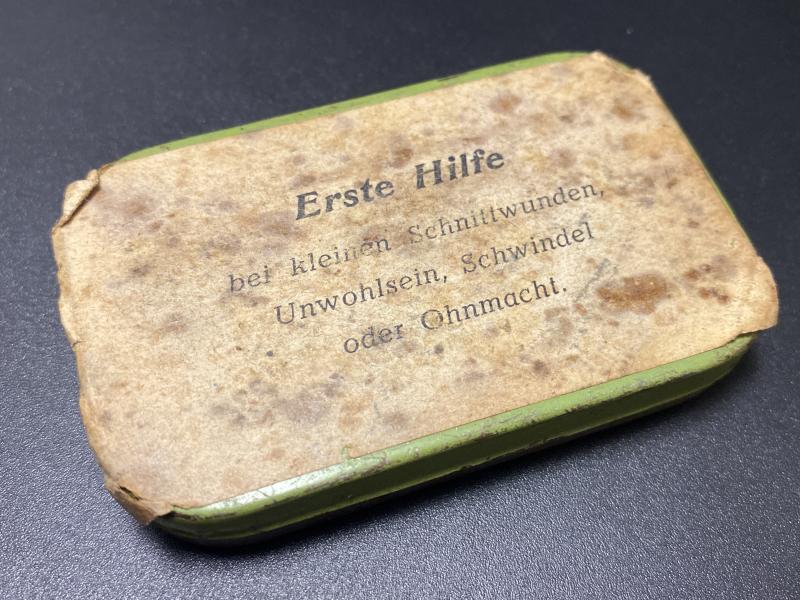 Erste Hilfe
bei kleinen Schnittwunden,
Unwohlsein, Schwindel
oder Ohnmacht.